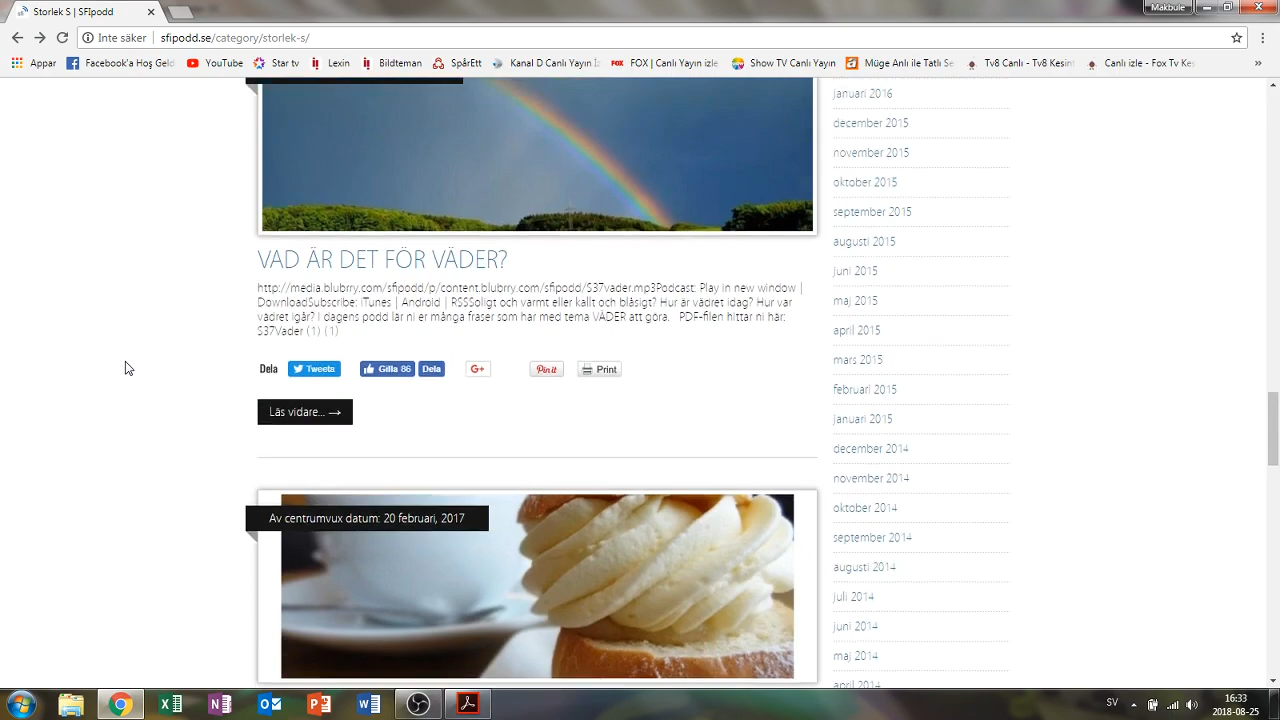 Storlek S | SFIpodd
Makbule
Inte säker
sfipodd.se/category/storlek-s/
Appar
Facebook'a Hoş Geld
YouTube
Star tv
Lexin
Bildteman
SpårEtt
Kanal D Canlı Yayın İz
FOX | Canlı Yayın izle
Show TV Canlı Yayın
Müge Anlı ile Tatlı Se
Tv8 Canlı - Tv8 Kesint
Canlı izle - Fox Tv Kes
VAD ÄR DET FÖR VÄDER?
http://media.blubrry.com/sfipodd/p/content.blubrry.com/sfipodd/S37vader.mp3Podcast: Play in new window |
DownloadSubscribe: iTunes | Android | RSSSoligt och varmt eller kallt och blåsigt? Hur är vädret idag? Hur var
vädret igår? I dagens podd lär ni er många fraser som har med tema VÄDER att göra. PDF-filen hittar ni här:
S37Vader (1) (1)
Dela
Tweeta
Gilla 86
Dela
G+
Pin it
Print
Läs vidare... →
Av centrumvux datum: 20 februari, 2017
januari 2016
december 2015
november 2015
oktober 2015
september 2015
augusti 2015
juni 2015
maj 2015
april 2015
mars 2015
februari 2015
januari 2015
december 2014
november 2014
oktober 2014
september 2014
augusti 2014
juli 2014
juni 2014
maj 2014
april 2014
SV
16:33
2018-08-25